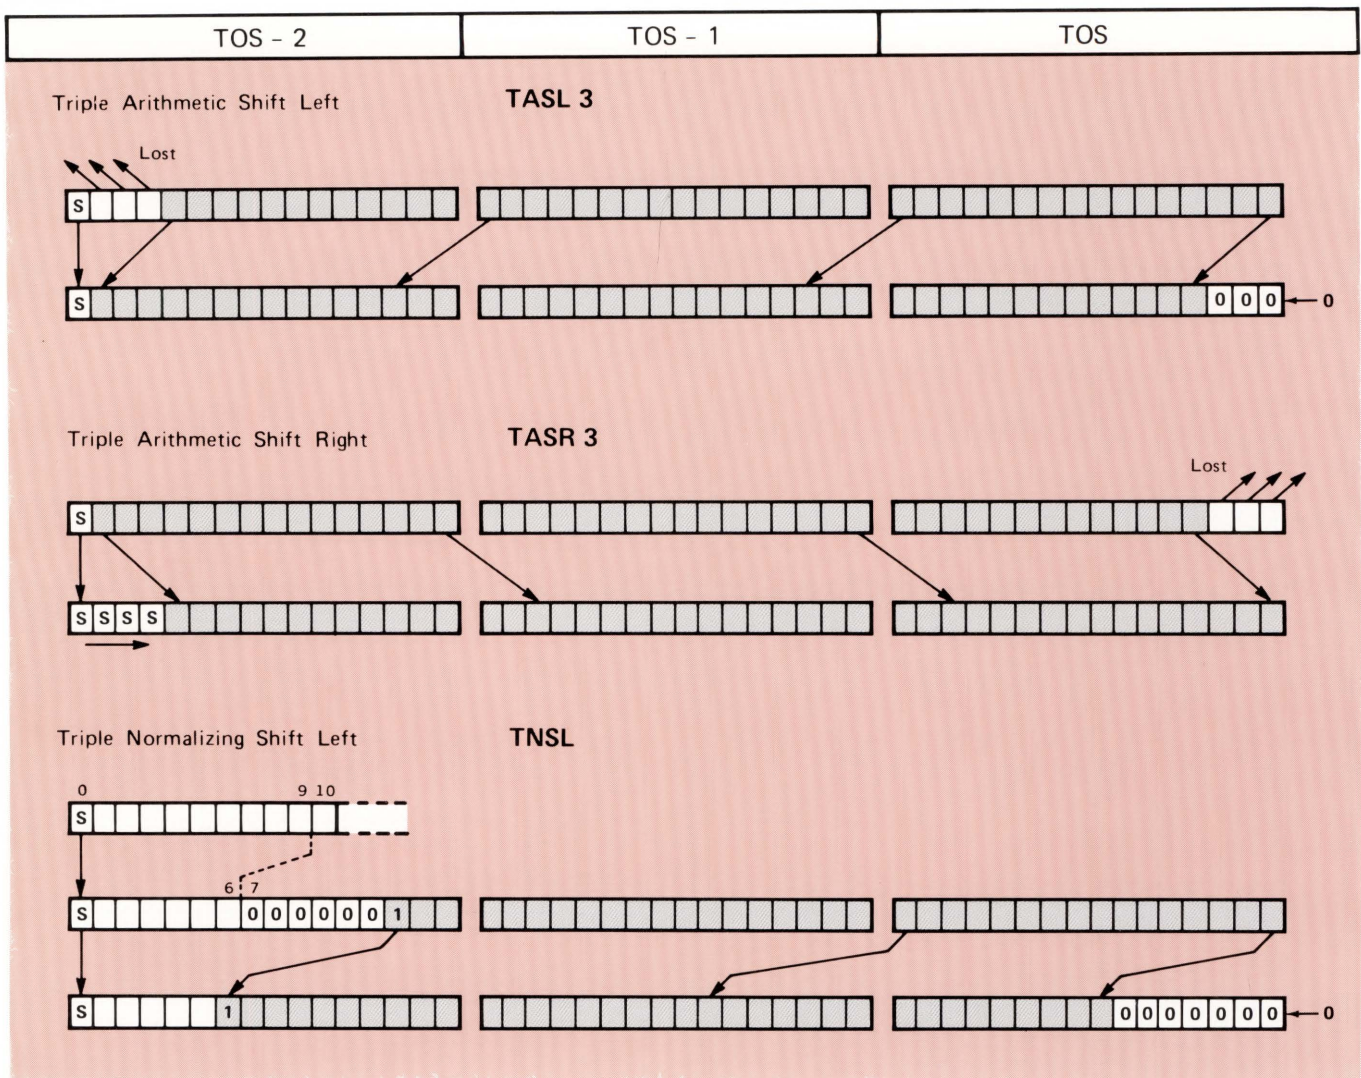 TOS - 2 TOS - 1 TOS
Triple Arithmetic Shift Left TASL 3
Lost
S
S 0 0 0 0
Triple Arithmetic Shift Right TASR 3
Lost
S
S S S S
Triple Normalizing Shift Left TNSL
0 9 10
S
6 7
S 0 0 0 0 0 0 1
S 1 0 0 0 0 0 0 0 0